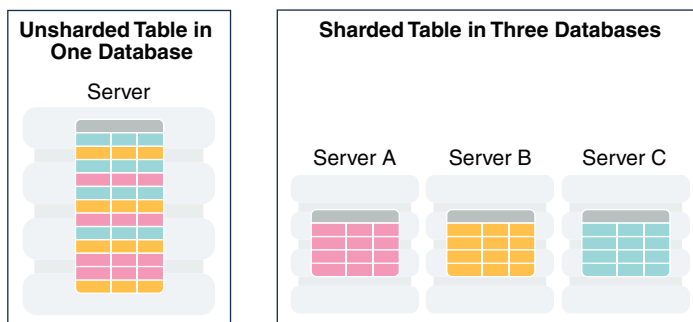 Unsharded Table in
One Database
Server
Sharded Table in Three Databases
Server A
Server B
Server C